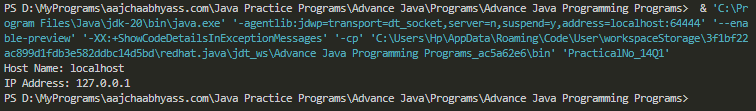 PS D:\MyPrograms\aajchaabhyass.com\Java Practice Programs\Advance Java\Programs\Advance Java Programming Programs>  & 'C:\Pr
ogram Files\Java\jdk-20\bin\java.exe' '-agentlib:jdwp=transport=dt_socket,server=n,suspend=y,address=localhost:64444' '--ena
ble-preview' '-XX:+ShowCodeDetailsInExceptionMessages' '-cp' 'C:\Users\Hp\AppData\Roaming\Code\User\workspaceStorage\3f1bf22
ac899d1fdb3e582ddbc14d5bd\redhat.java\jdt_ws\Advance Java Programming Programs_ac5a62e6\bin' 'PracticalNo_14Q1'
Host Name: localhost
IP Address: 127.0.0.1
PS D:\MyPrograms\aajchaabhyass.com\Java Practice Programs\Advance Java\Programs\Advance Java Programming Programs>